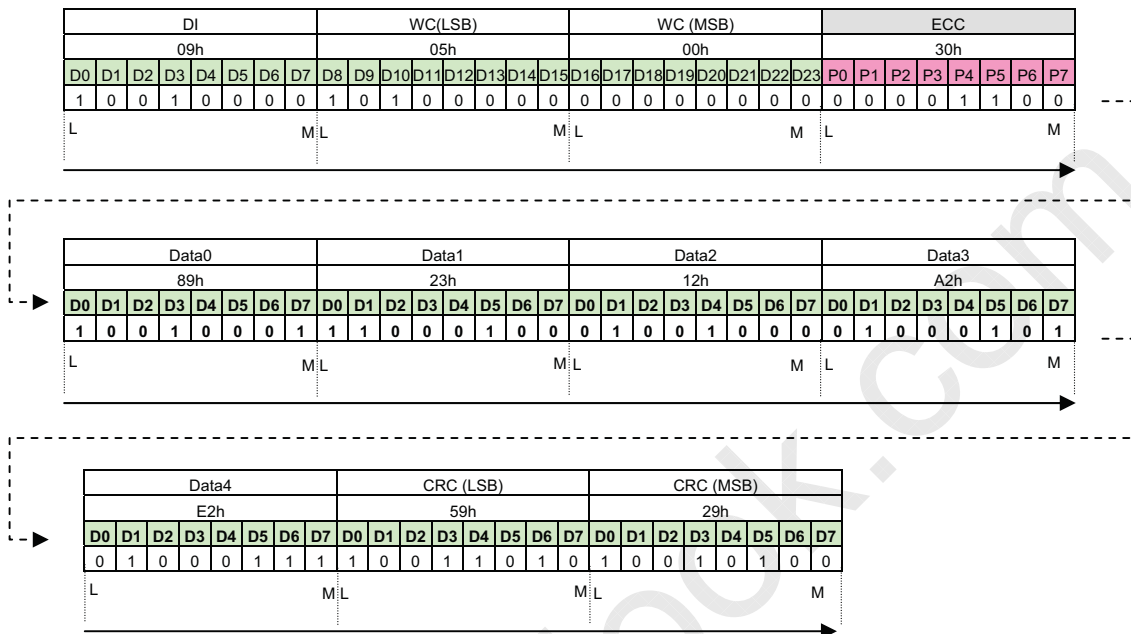 DI WC(LSB) WC (MSB) ECC
09h 05h 00h 30h
D0 D1 D2 D3 D4 D5 D6 D7 D8 D9 D10 D11 D12 D13 D14 D15 D16 D17 D18 D19 D20 D21 D22 D23 P0 P1 P2 P3 P4 P5 P6 P7
1 0 0 1 0 0 0 0 1 0 1 0 0 0 0 0 0 0 0 0 0 0 0 0 0 0 0 0 1 1 0 0
L M L M L M L M
Data0 Data1 Data2 Data3
89h 23h 12h A2h
D0 D1 D2 D3 D4 D5 D6 D7 D0 D1 D2 D3 D4 D5 D6 D7 D0 D1 D2 D3 D4 D5 D6 D7 D0 D1 D2 D3 D4 D5 D6 D7
1 0 0 1 0 0 0 1 1 1 0 0 0 1 0 0 0 1 0 0 1 0 0 0 0 1 0 0 0 1 0 1
L M L M L M L M
Data4 CRC (LSB) CRC (MSB)
E2h 59h 29h
D0 D1 D2 D3 D4 D5 D6 D7 D0 D1 D2 D3 D4 D5 D6 D7 D0 D1 D2 D3 D4 D5 D6 D7
0 1 0 0 0 1 1 1 1 0 0 1 1 0 1 0 1 0 0 1 0 1 0 0
L M L M L M
ook.com